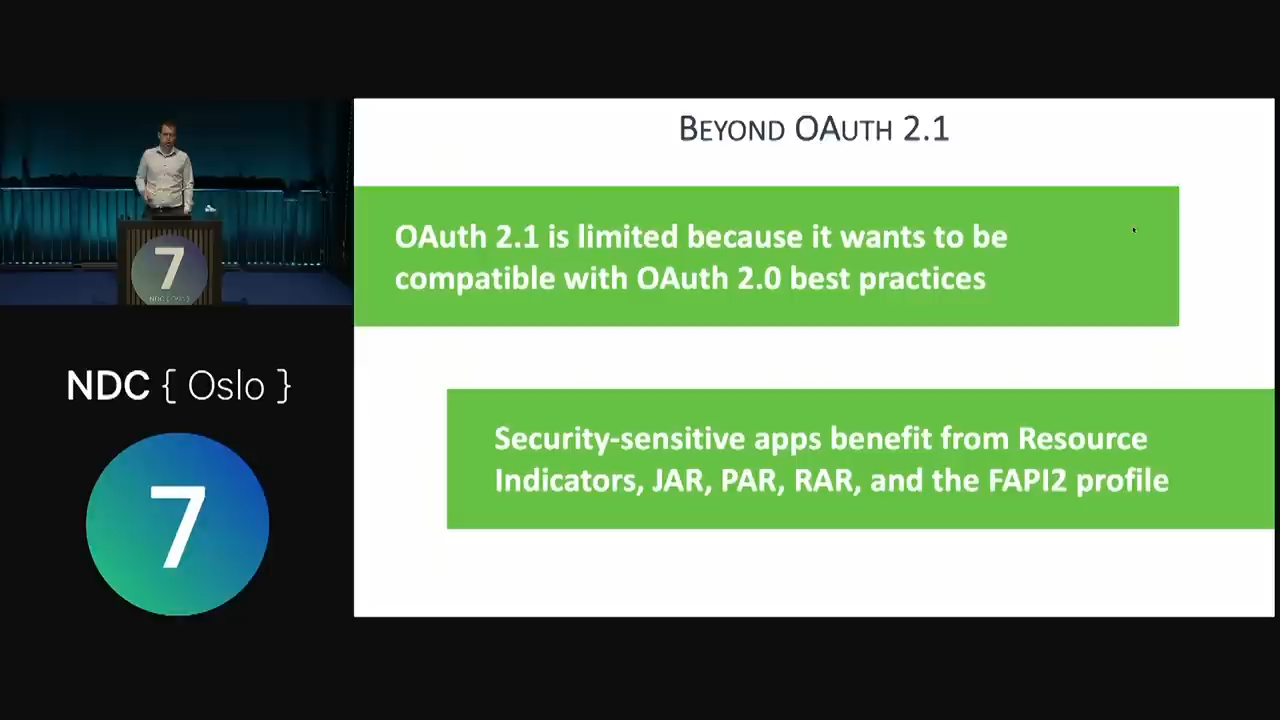 BEYOND OAUTH 2.1
OAuth 2.1 is limited because it wants to be
compatible with OAuth 2.0 best practices
Security-sensitive apps benefit from Resource
Indicators, JAR, PAR, RAR, and the FAPI2 profile
7
NDC { Oslo }
NDC { Oslo }
7